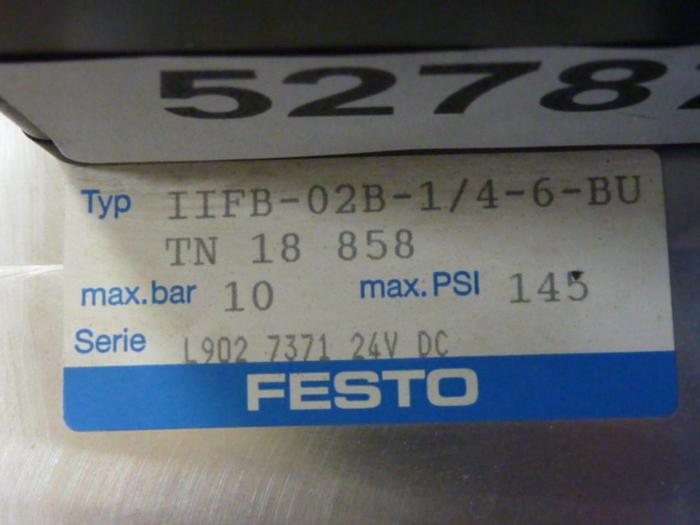 5278
Typ IIFB-02B-1/4-6-BU
TN 18 858
max.bar 10 max.PSI 145
Serie L902 7371 24V DC
FESTO